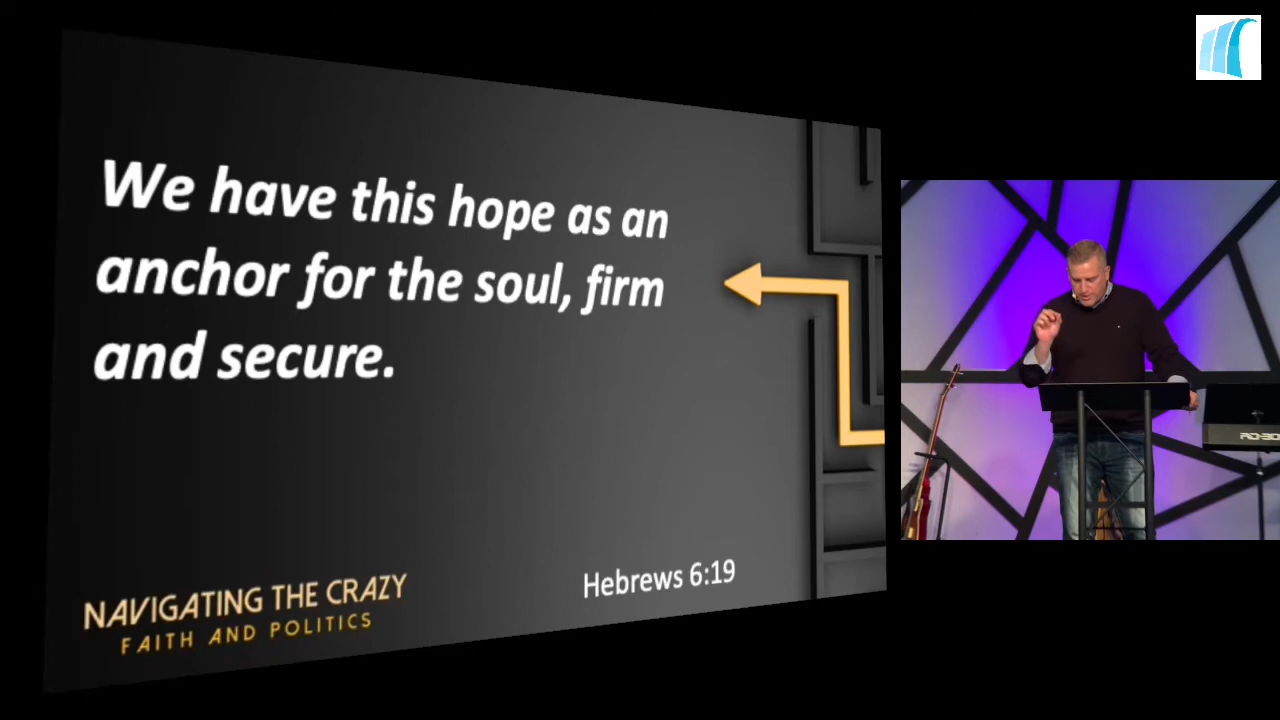 We have this hope as an
anchor for the soul, firm
and secure.
Hebrews 6:19
NAVIGATING THE CRAZY
FAITH AND POLITICS